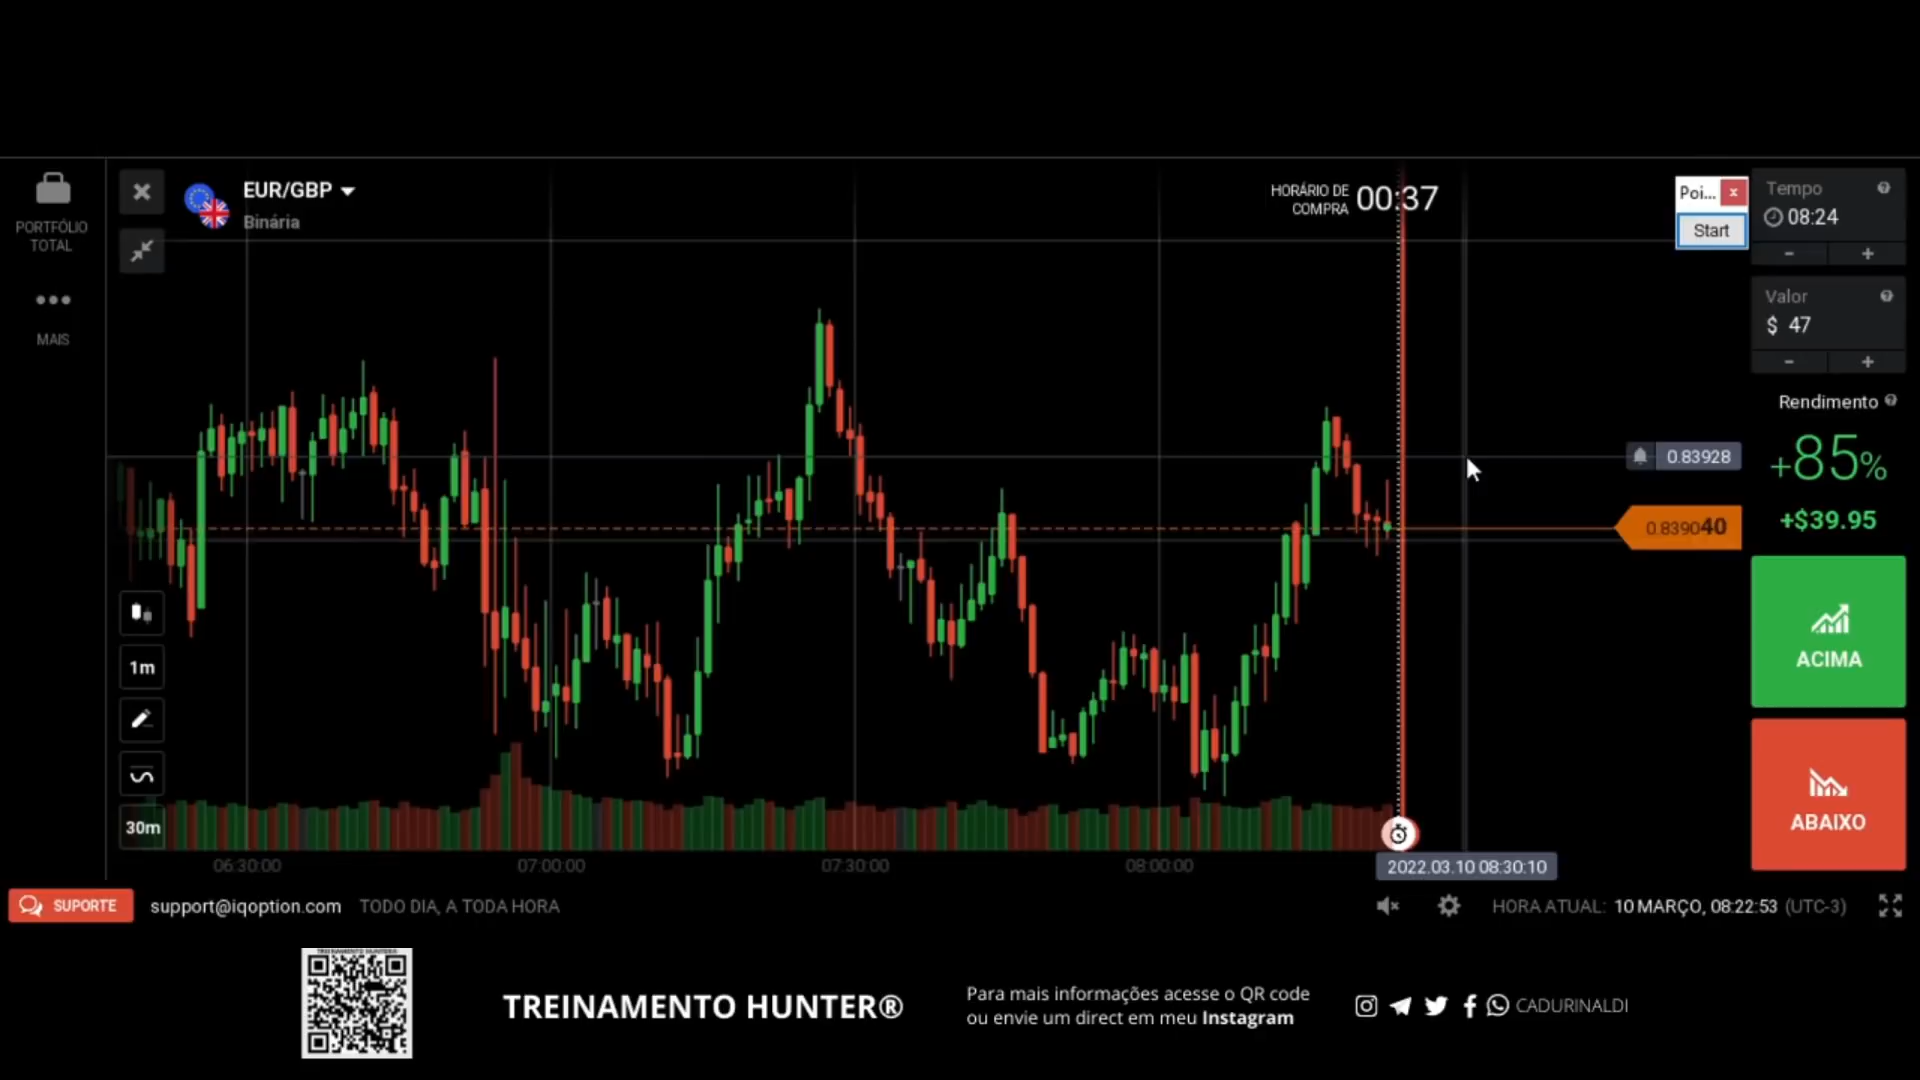 PORTFÓLIO
TOTAL
MAIS
EUR/GBP
Binária
HORÁRIO DE
COMPRA
00:37
Poi...
x
Start
Tempo
08:24
- +
Valor
$ 47
- +
Rendimento
+85%
+$39.95
0.83928
0.839040
ACIMA
ABAIXO
1m
30m
06:30:00
07:00:00
07:30:00
08:00:00
2022.03.10 08:30:10
SUPORTE
support@iqoption.com
TODO DIA, A TODA HORA
HORA ATUAL: 10 MARÇO, 08:22:53 (UTC-3)
TREINAMENTO HUNTER®
Para mais informações acesse o QR code
ou envie um direct em meu Instagram
CADURINALDI